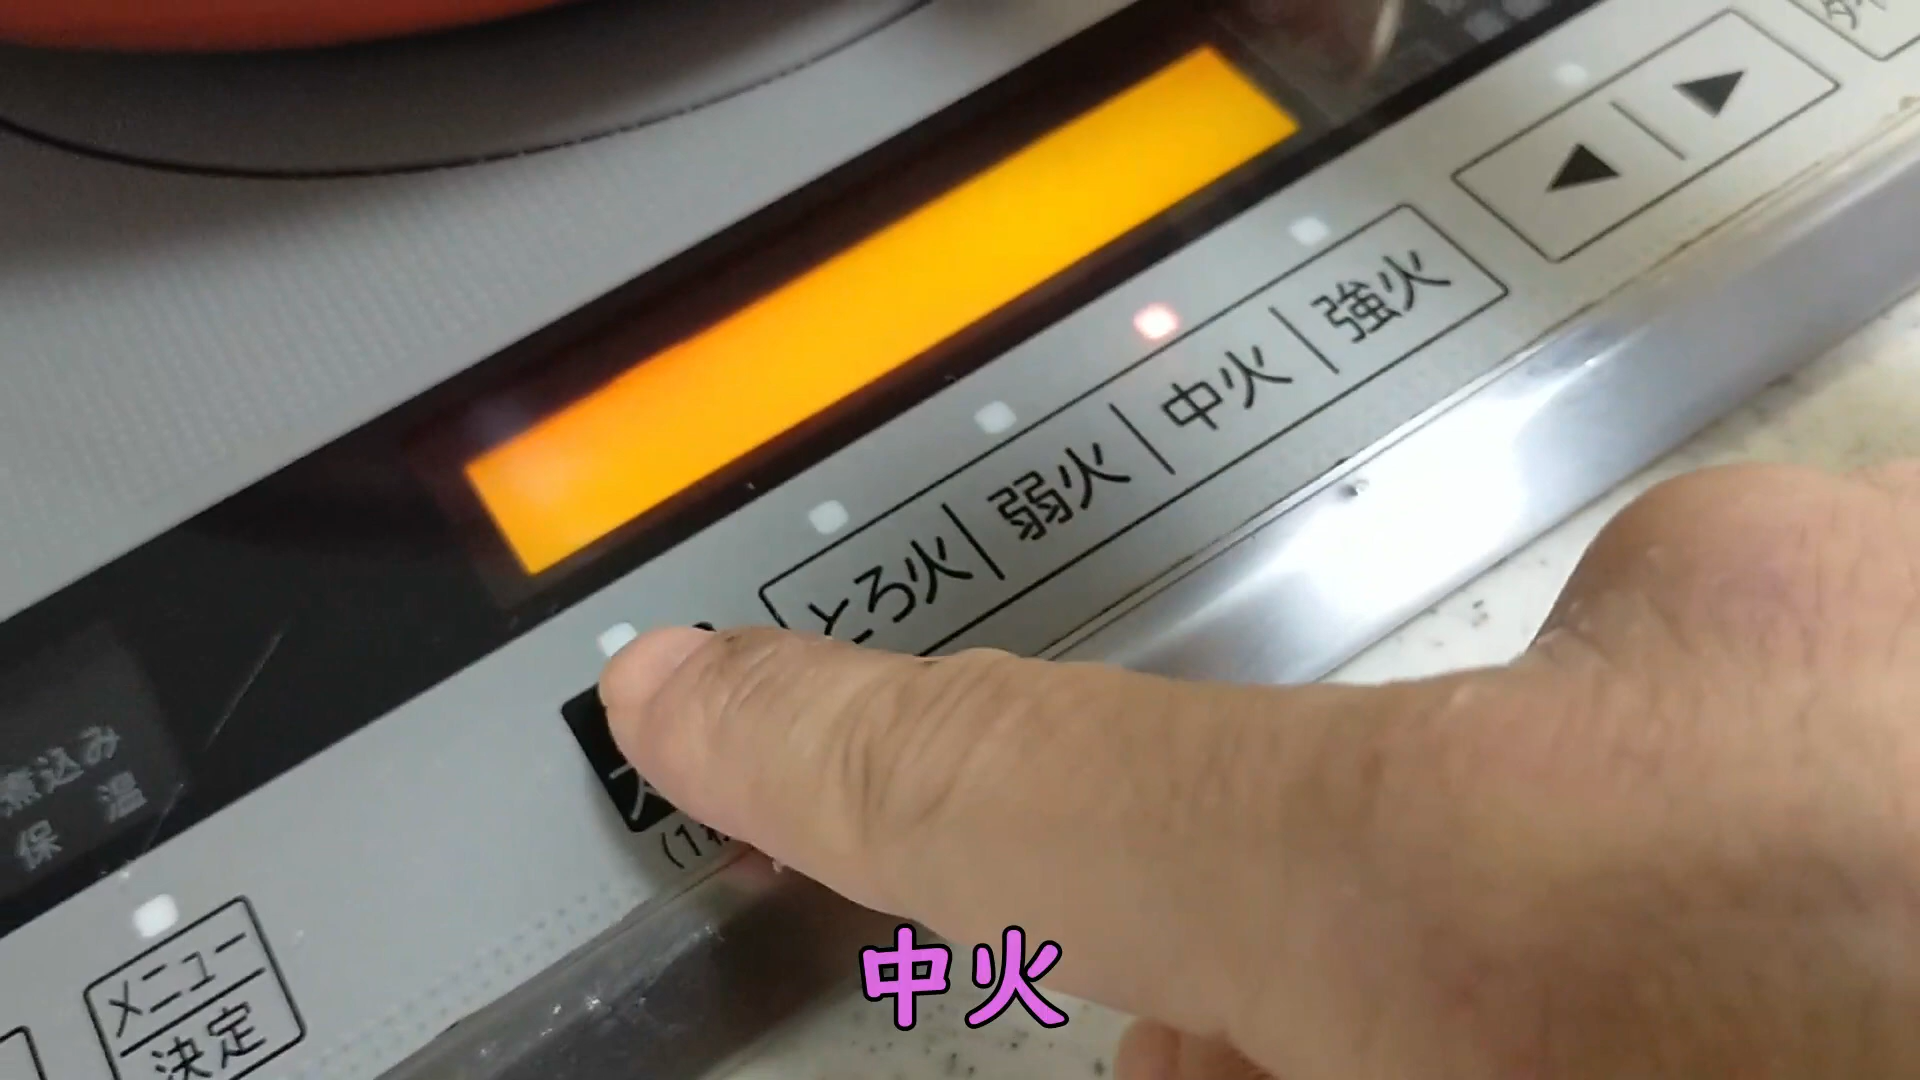 とろ火 弱火 中火 強火
煮込み
保温
メニュー
決定
中火